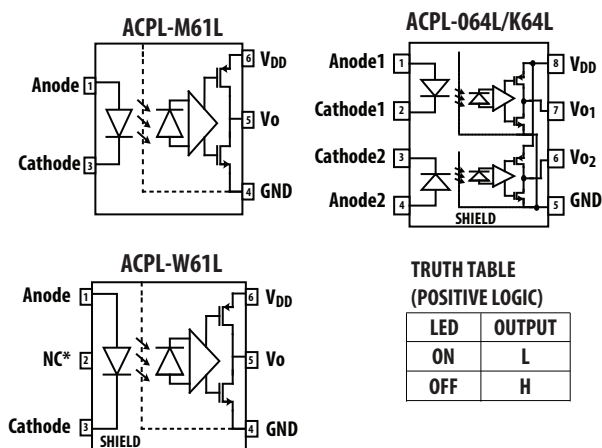 ACPL-M61L
Anode 1
Cathode 3
6 VDD
5 Vo
4 GND
ACPL-064L/K64L
Anode1 1
Cathode1 2
Cathode2 3
Anode2 4
8 VDD
7 Vo1
6 Vo2
5 GND
SHIELD
ACPL-W61L
Anode 1
NC* 2
Cathode 3
6 VDD
5 Vo
4 GND
SHIELD
TRUTH TABLE
(POSITIVE LOGIC)
LED OUTPUT
ON L
OFF H